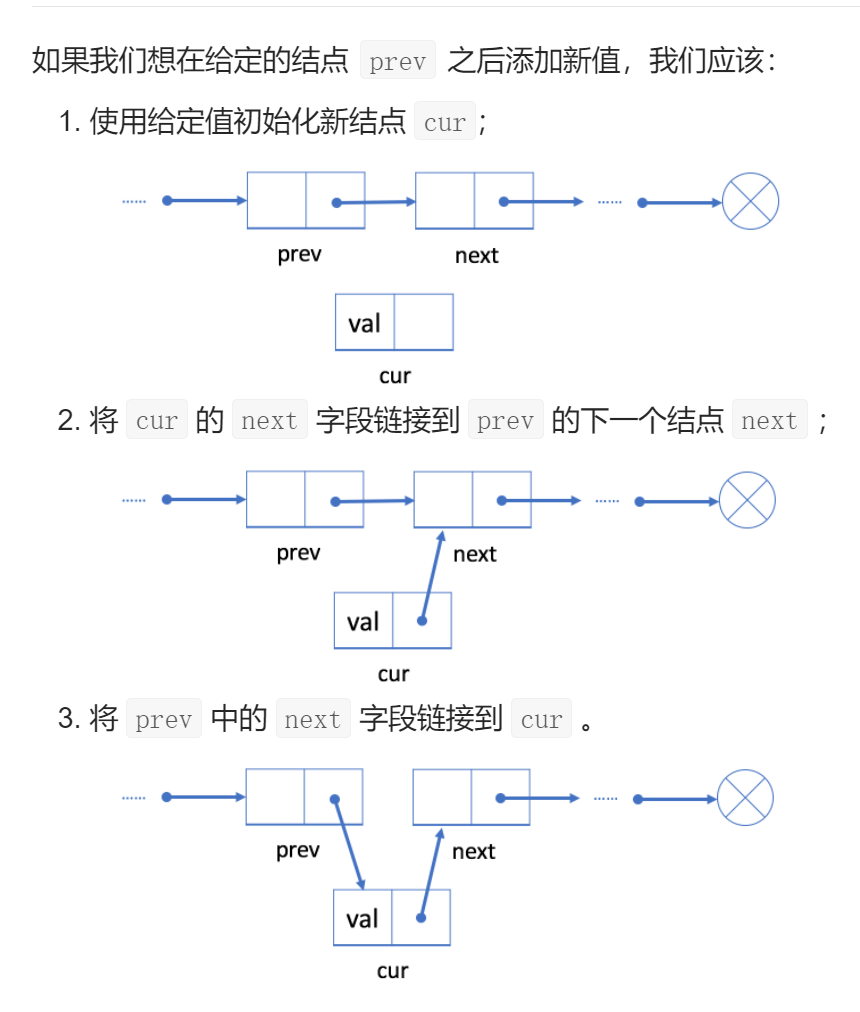 如果我们想在给定的结点 prev 之后添加新值，我们应该：
1. 使用给定值初始化新结点 cur；
······ ······
prev next
val
cur
2. 将 cur 的 next 字段链接到 prev 的下一个结点 next ；
······ ······
prev next
val
cur
3. 将 prev 中的 next 字段链接到 cur 。
······ ······
prev next
val
cur